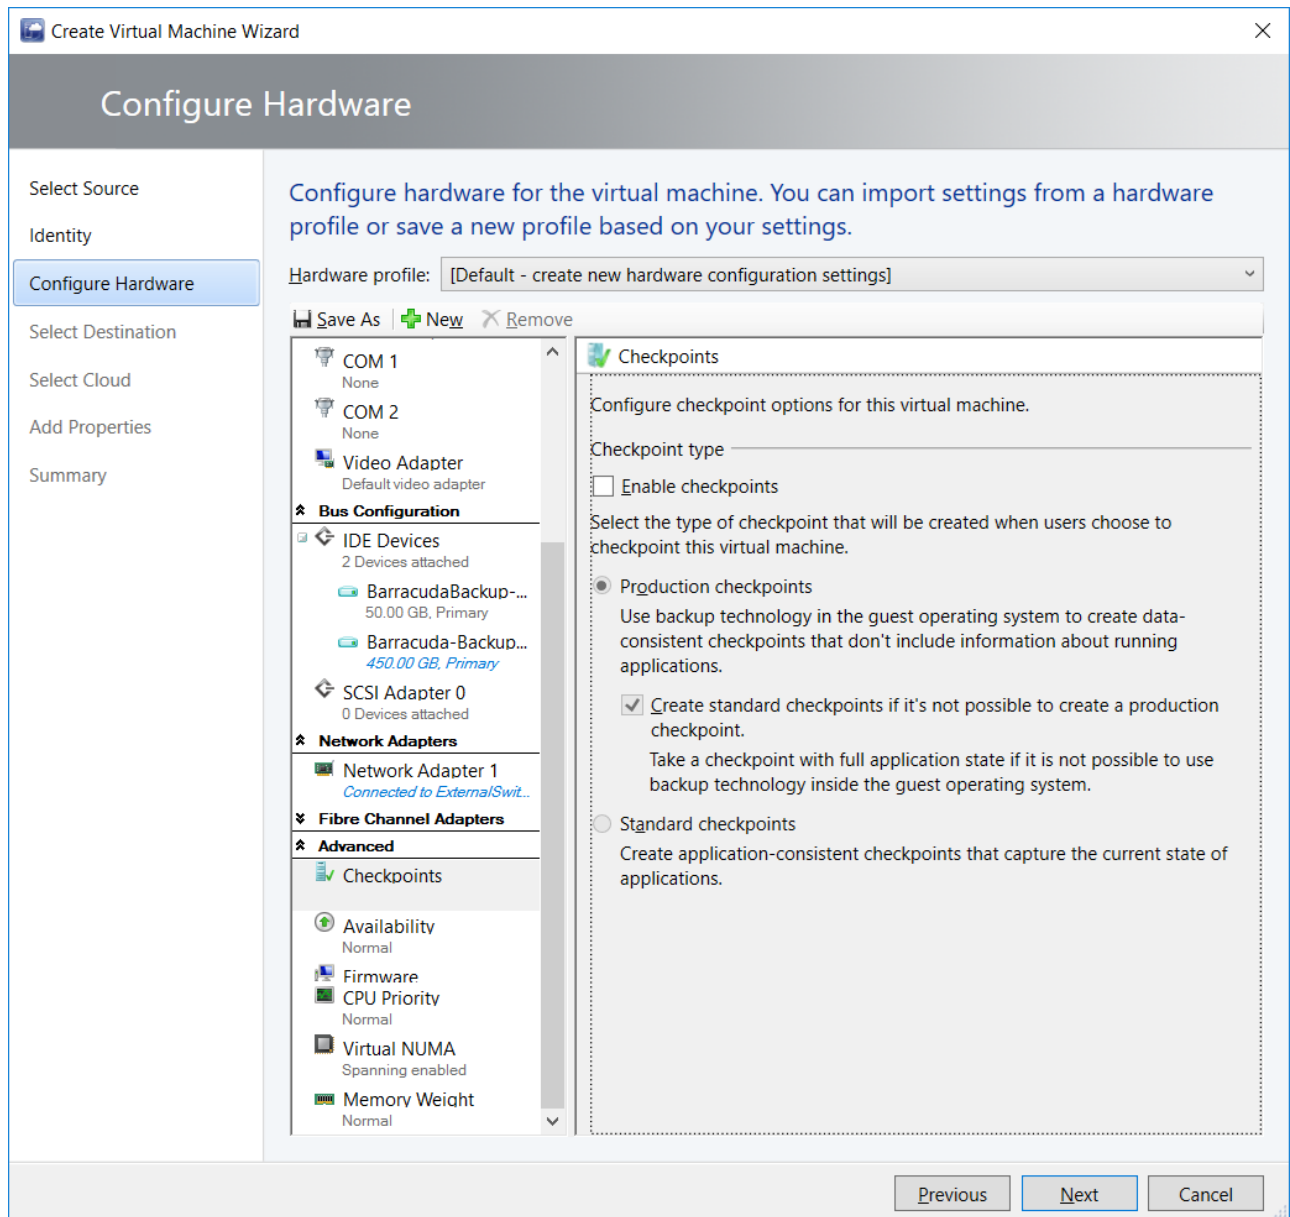 Create Virtual Machine Wizard
Configure Hardware
Select Source
Identity
Configure Hardware
Select Destination
Select Cloud
Add Properties
Summary
Configure hardware for the virtual machine. You can import settings from a hardware
profile or save a new profile based on your settings.
Hardware profile: [Default - create new hardware configuration settings]
Save As New Remove
COM 1
None
COM 2
None
Video Adapter
Default video adapter
Bus Configuration
IDE Devices
2 Devices attached
BarracudaBackup-...
50.00 GB, Primary
Barracuda-Backup...
450.00 GB, Primary
SCSI Adapter 0
0 Devices attached
Network Adapters
Network Adapter 1
Connected to ExternalSwit...
Fibre Channel Adapters
Advanced
Checkpoints
Availability
Normal
Firmware
CPU Priority
Normal
Virtual NUMA
Spanning enabled
Memory Weight
Normal
Checkpoints
Configure checkpoint options for this virtual machine.
Checkpoint type
Enable checkpoints
Select the type of checkpoint that will be created when users choose to
checkpoint this virtual machine.
Production checkpoints
Use backup technology in the guest operating system to create data-
consistent checkpoints that don't include information about running
applications.
Create standard checkpoints if it's not possible to create a production
checkpoint.
Take a checkpoint with full application state if it is not possible to use
backup technology inside the guest operating system.
Standard checkpoints
Create application-consistent checkpoints that capture the current state of
applications.
Previous Next Cancel